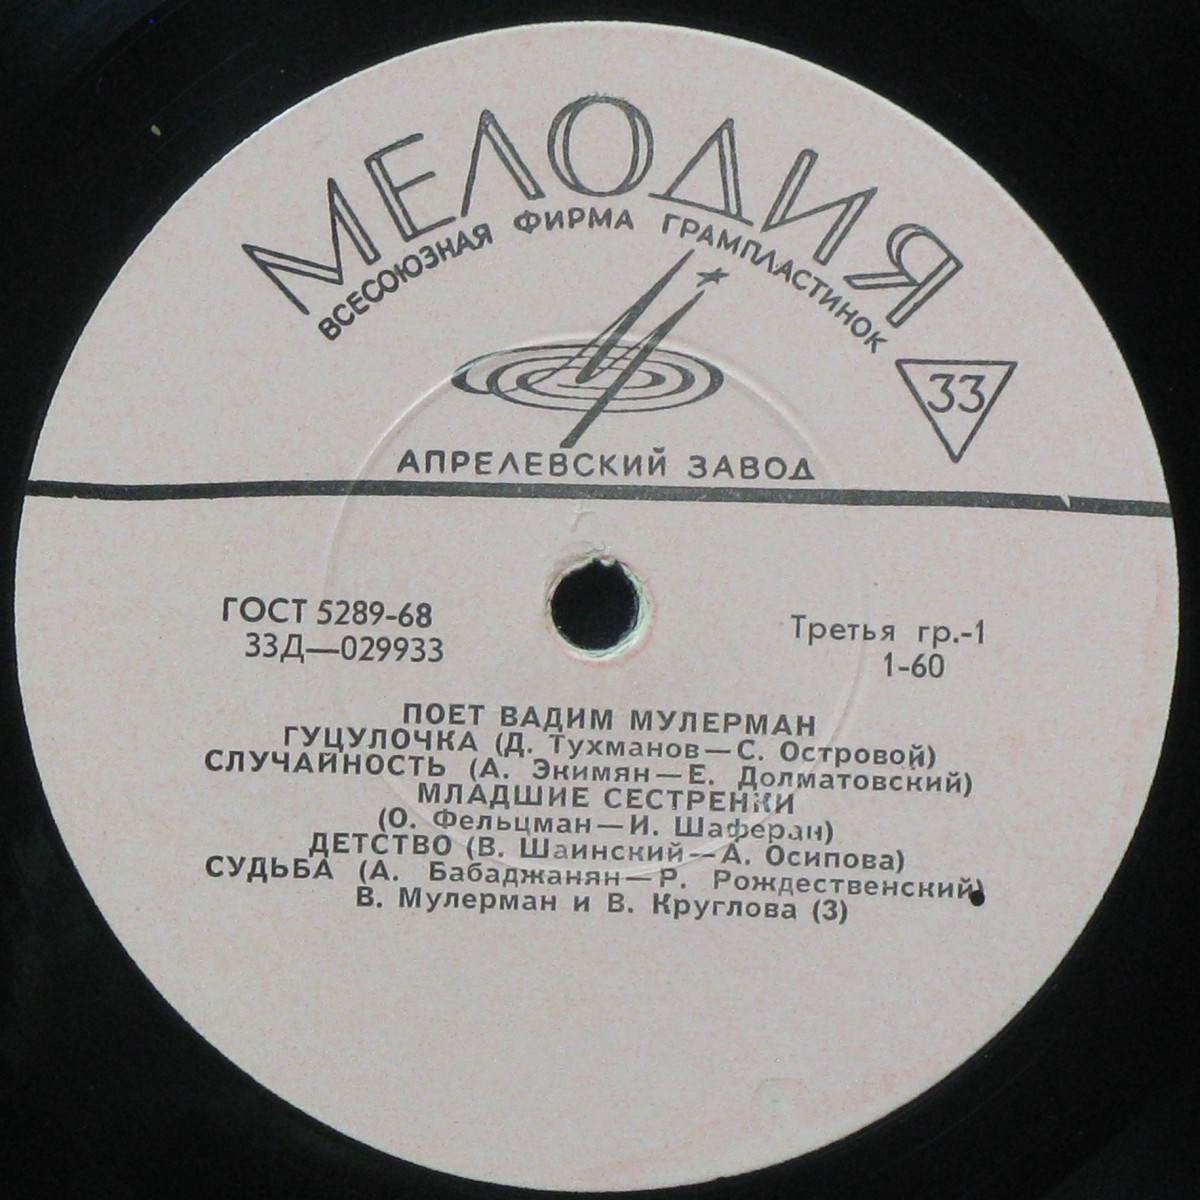 МЕЛОДИЯ
ВСЕСОЮЗНАЯ ФИРМА ГРАМПЛАСТИНОК
33
АПРЕЛЕВСКИЙ ЗАВОД
ГОСТ 5289-68
33Д—029933
Третья гр.-1
1-60
ПОЕТ ВАДИМ МУЛЕРМАН
ГУЦУЛОЧКА (Д. Тухманов—С. Островой)
СЛУЧАЙНОСТЬ (А. Экимян—Е. Долматовский)
МЛАДШИЕ СЕСТРЕНКИ
(О. Фельцман—И. Шаферан)
ДЕТСТВО (В. Шаинский—А. Осипова)
СУДЬБА (А. Бабаджанян—Р. Рождественский)
В. Мулерман и В. Круглова (3)